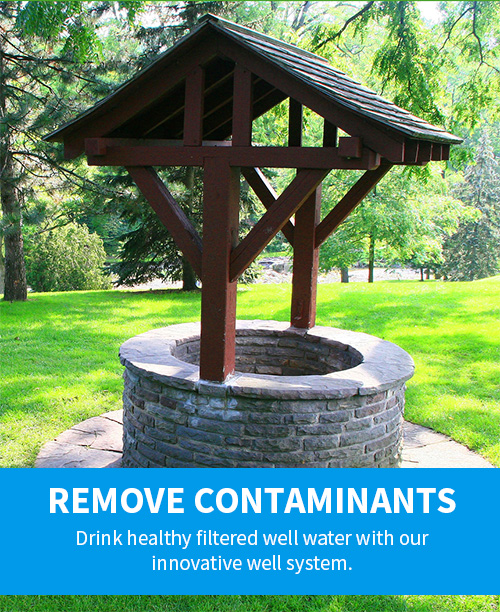 REMOVE CONTAMINANTS
Drink healthy filtered well water with our
innovative well system.